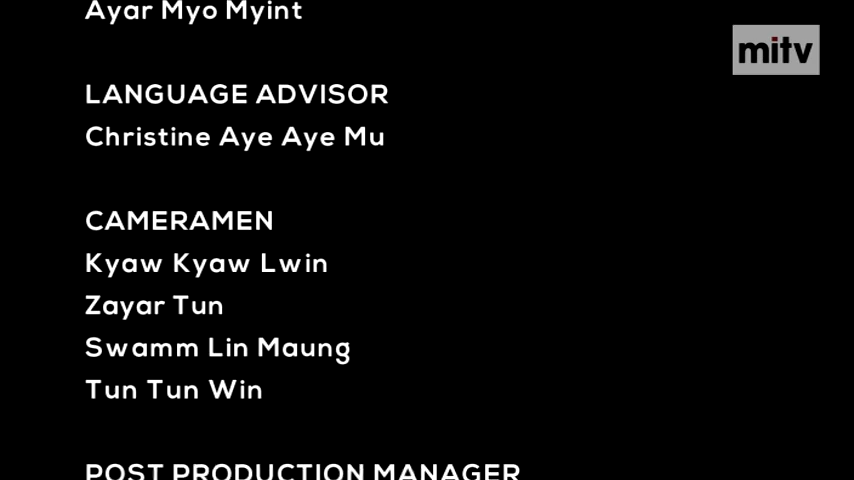 Ayar Myo Myint
mitv
LANGUAGE ADVISOR
Christine Aye Aye Mu
CAMERAMEN
Kyaw Kyaw Lwin
Zayar Tun
Swamm Lin Maung
Tun Tun Win
POST PRODUCTION MANAGER